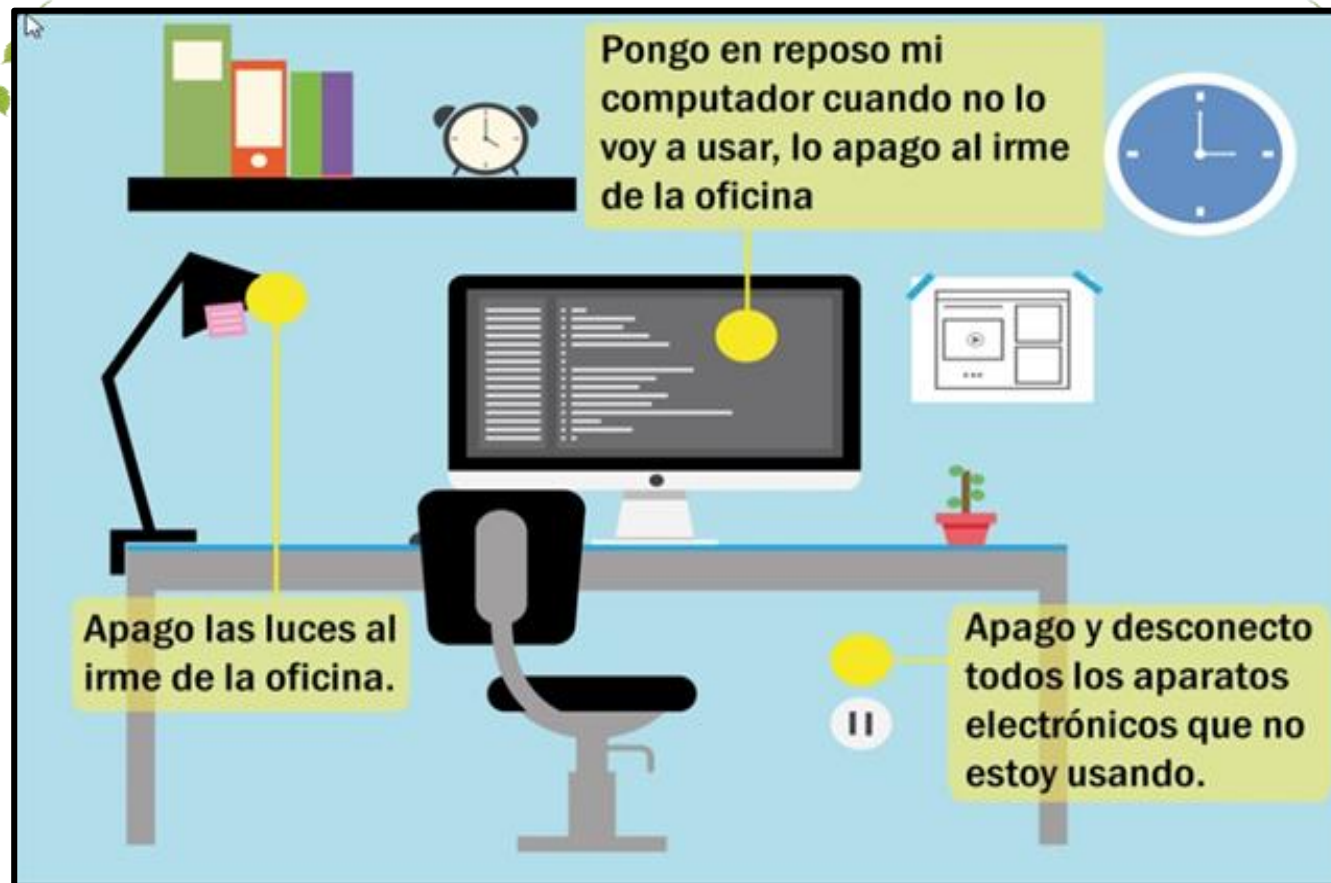 Pongo en reposo mi
computador cuando no lo
voy a usar, lo apago al irme
de la oficina
Apago las luces al
irme de la oficina.
Apago y desconecto
todos los aparatos
electrónicos que no
estoy usando.